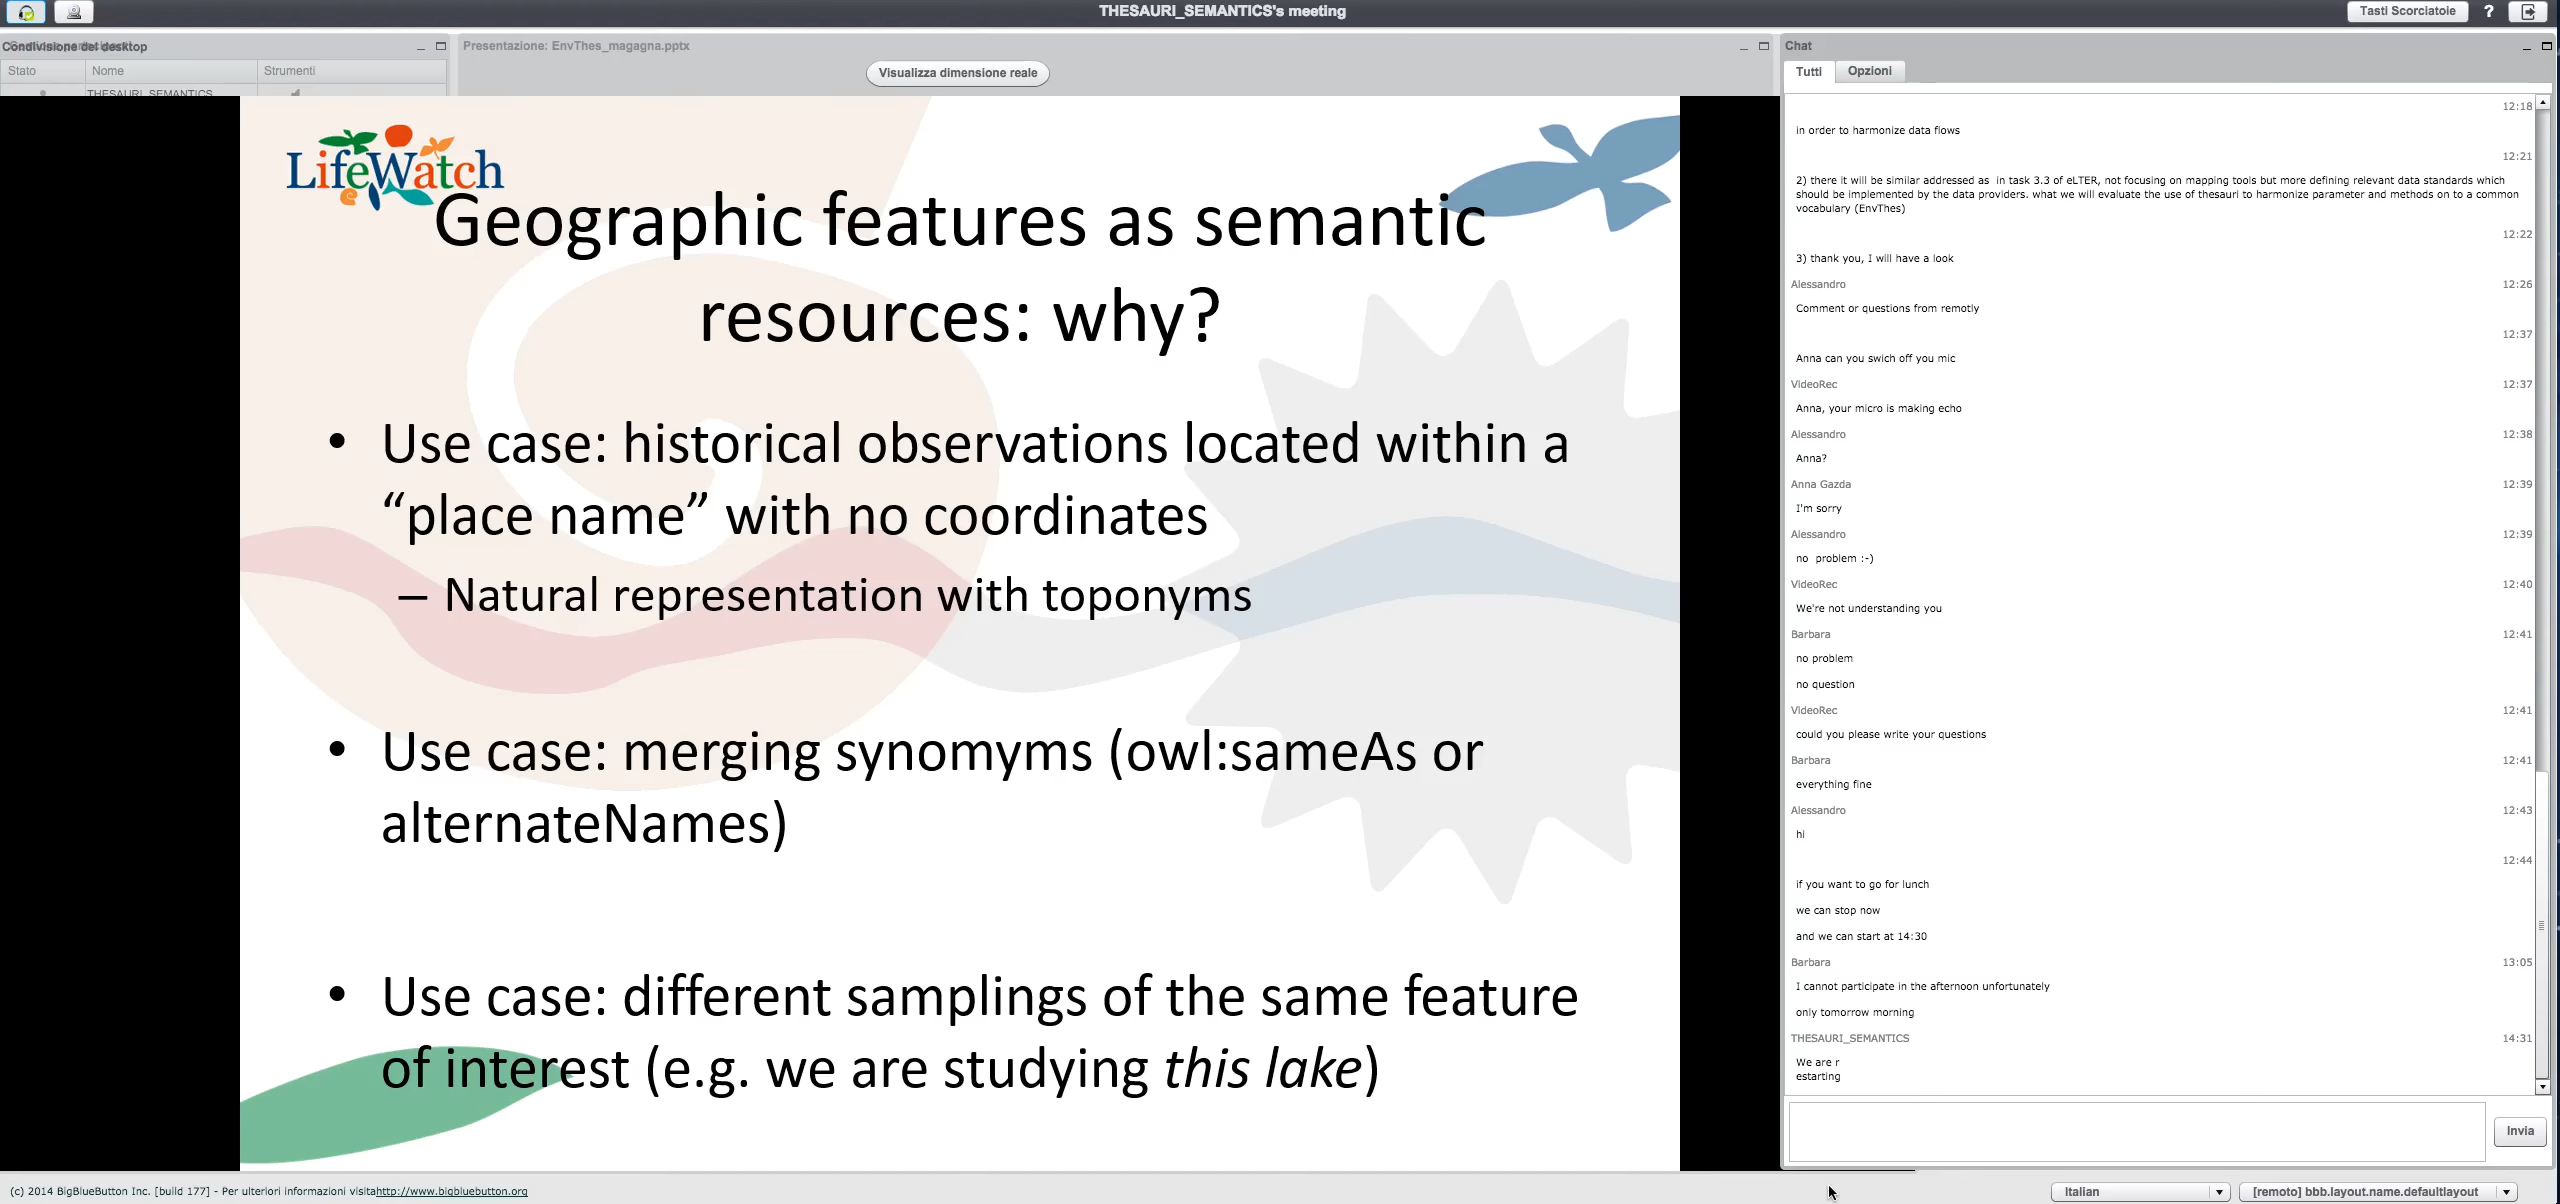 THESAURI_SEMANTICS's meeting
Tasti Scorciatoie
?
Condivisione del desktop
Presentazione: EnvThes_magagna.pptx
Chat
Stato Nome Strumenti
Visualizza dimensione reale
Tutti Opzioni
THESAURI_SEMANTICS
LifeWatch
Geographic features as semantic
resources: why?
• Use case: historical observations located within a
“place name” with no coordinates
– Natural representation with toponyms
• Use case: merging synomyms (owl:sameAs or
alternateNames)
• Use case: different samplings of the same feature
of interest (e.g. we are studying this lake)
12:18
in order to harmonize data flows
12:21
2) there it will be similar addressed as in task 3.3 of eLTER, not focusing on mapping tools but more defining relevant data standards which
should be implemented by the data providers. what we will evaluate the use of thesauri to harmonize parameter and methods on to a common
vocabulary (EnvThes)
12:22
3) thank you, I will have a look
Alessandro 12:26
Comment or questions from remotly
12:37
Anna can you swich off you mic
VideoRec 12:37
Anna, your micro is making echo
Alessandro 12:38
Anna?
Anna Gazda 12:39
I'm sorry
Alessandro 12:39
no problem :-)
VideoRec 12:40
We're not understanding you
Barbara 12:41
no problem
no question
VideoRec 12:41
could you please write your questions
Barbara 12:41
everything fine
Alessandro 12:43
hi
12:44
if you want to go for lunch
we can stop now
and we can start at 14:30
Barbara 13:05
I cannot participate in the afternoon unfortunately
only tomorrow morning
THESAURI_SEMANTICS 14:31
We are r
estarting
Invia
(c) 2014 BigBlueButton Inc. [build 177] - Per ulteriori informazioni visitahttp://www.bigbluebutton.org
Italian
[remoto] bbb.layout.name.defaultlayout